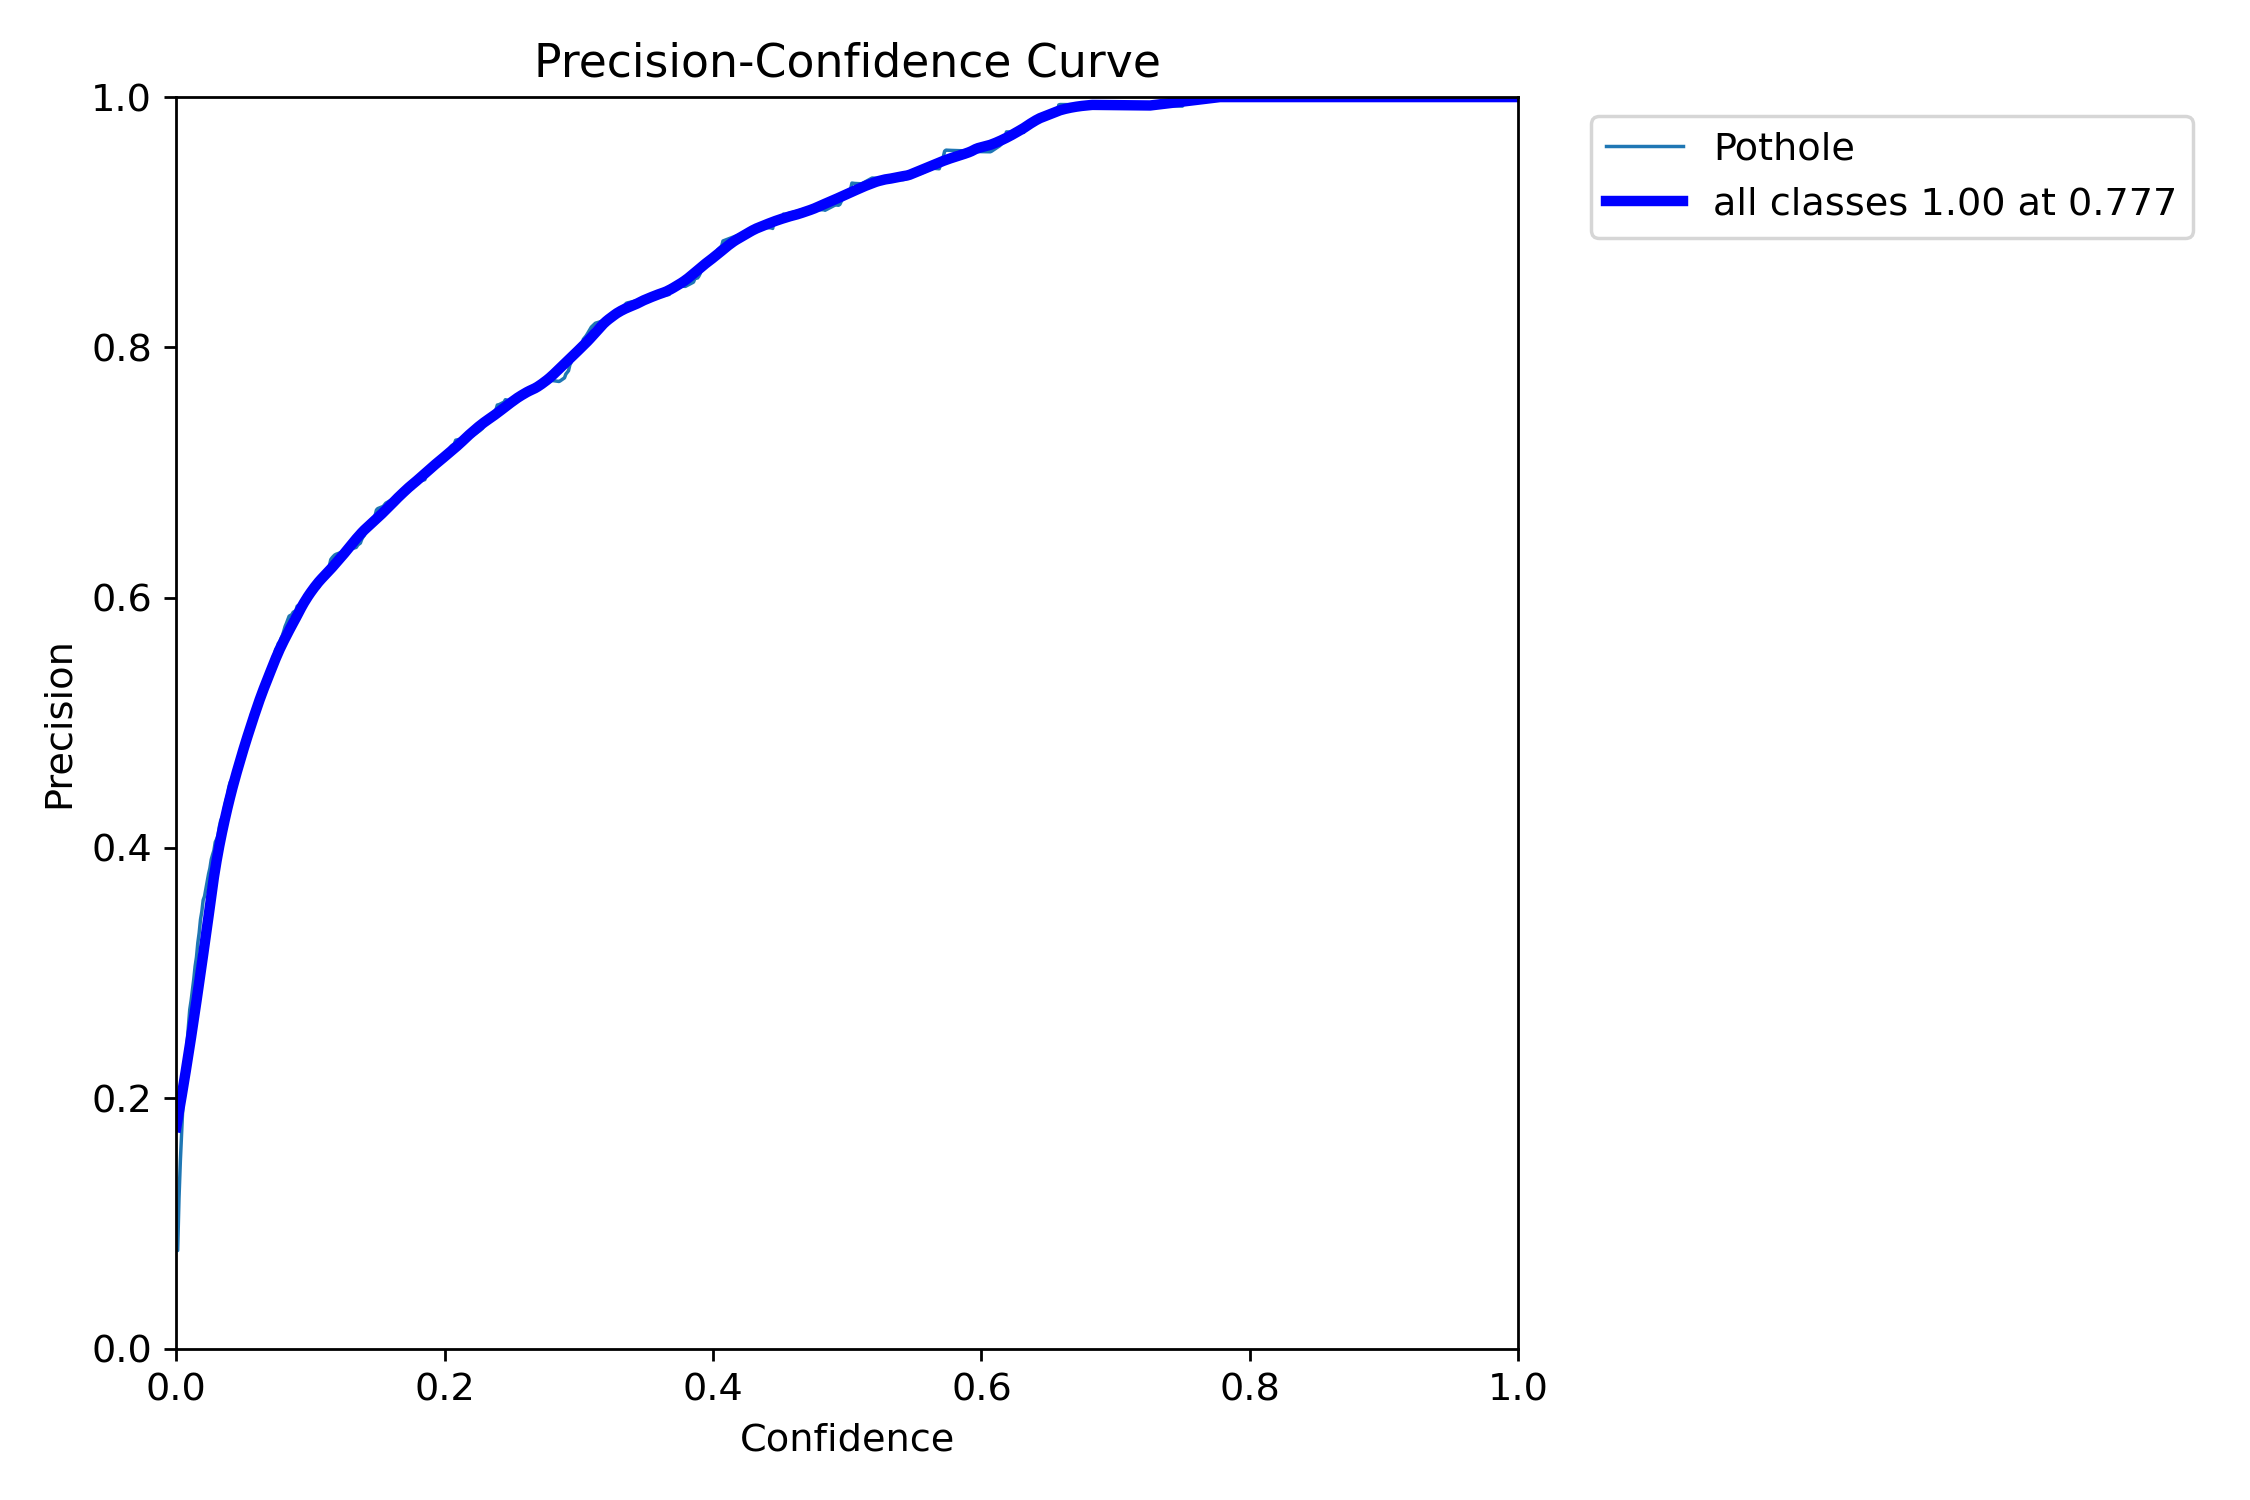 Precision-Confidence Curve
1.0
0.8
0.6
0.4
0.2
0.0
Precision
0.0 0.2 0.4 0.6 0.8 1.0
Confidence
Pothole
all classes 1.00 at 0.777